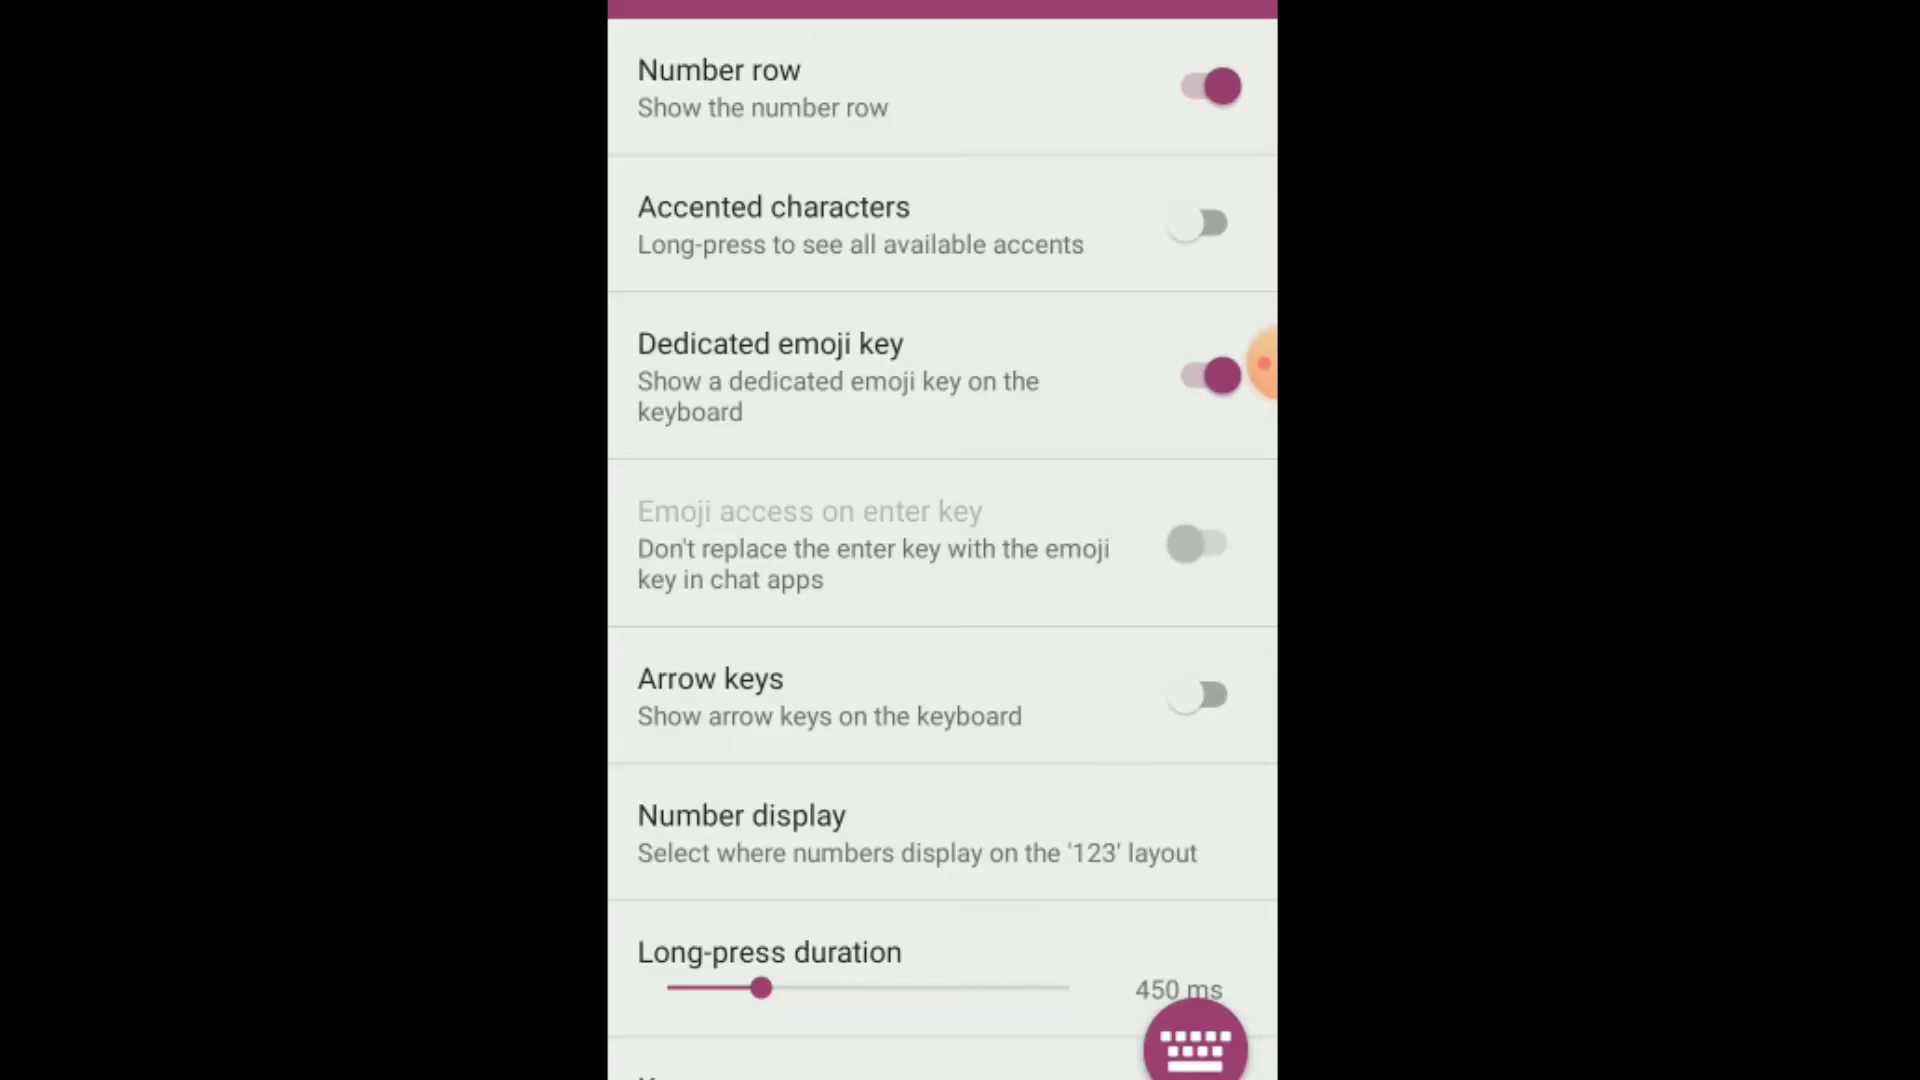 Number row
Show the number row
Accented characters
Long-press to see all available accents
Dedicated emoji key
Show a dedicated emoji key on the
keyboard
Emoji access on enter key
Don't replace the enter key with the emoji
key in chat apps
Arrow keys
Show arrow keys on the keyboard
Number display
Select where numbers display on the '123' layout
Long-press duration
450 ms